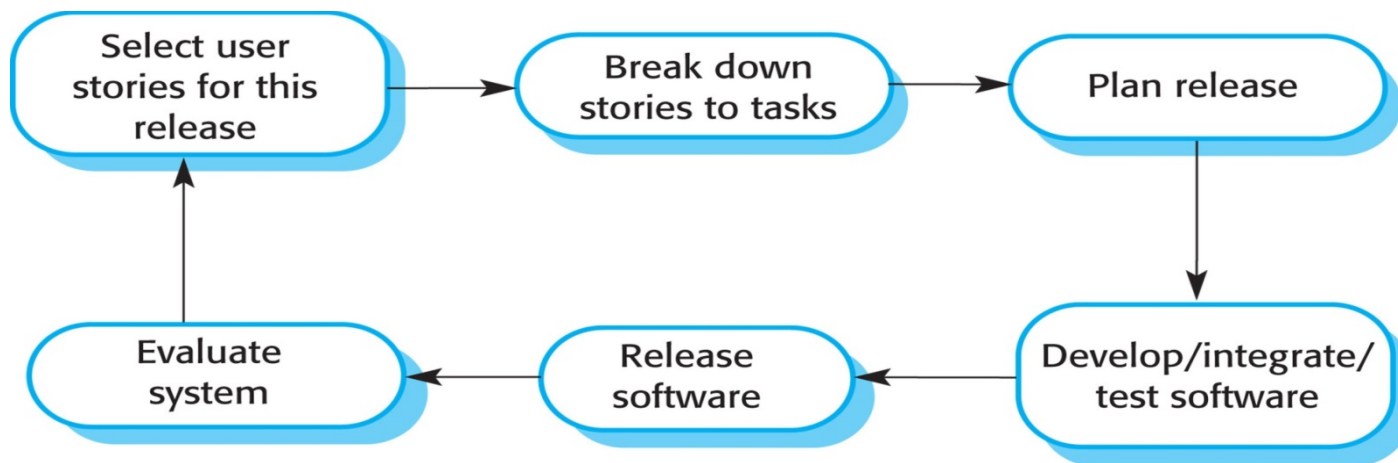 Select user
stories for this
release
Break down
stories to tasks
Plan release
Develop/integrate/
test software
Release
software
Evaluate
system